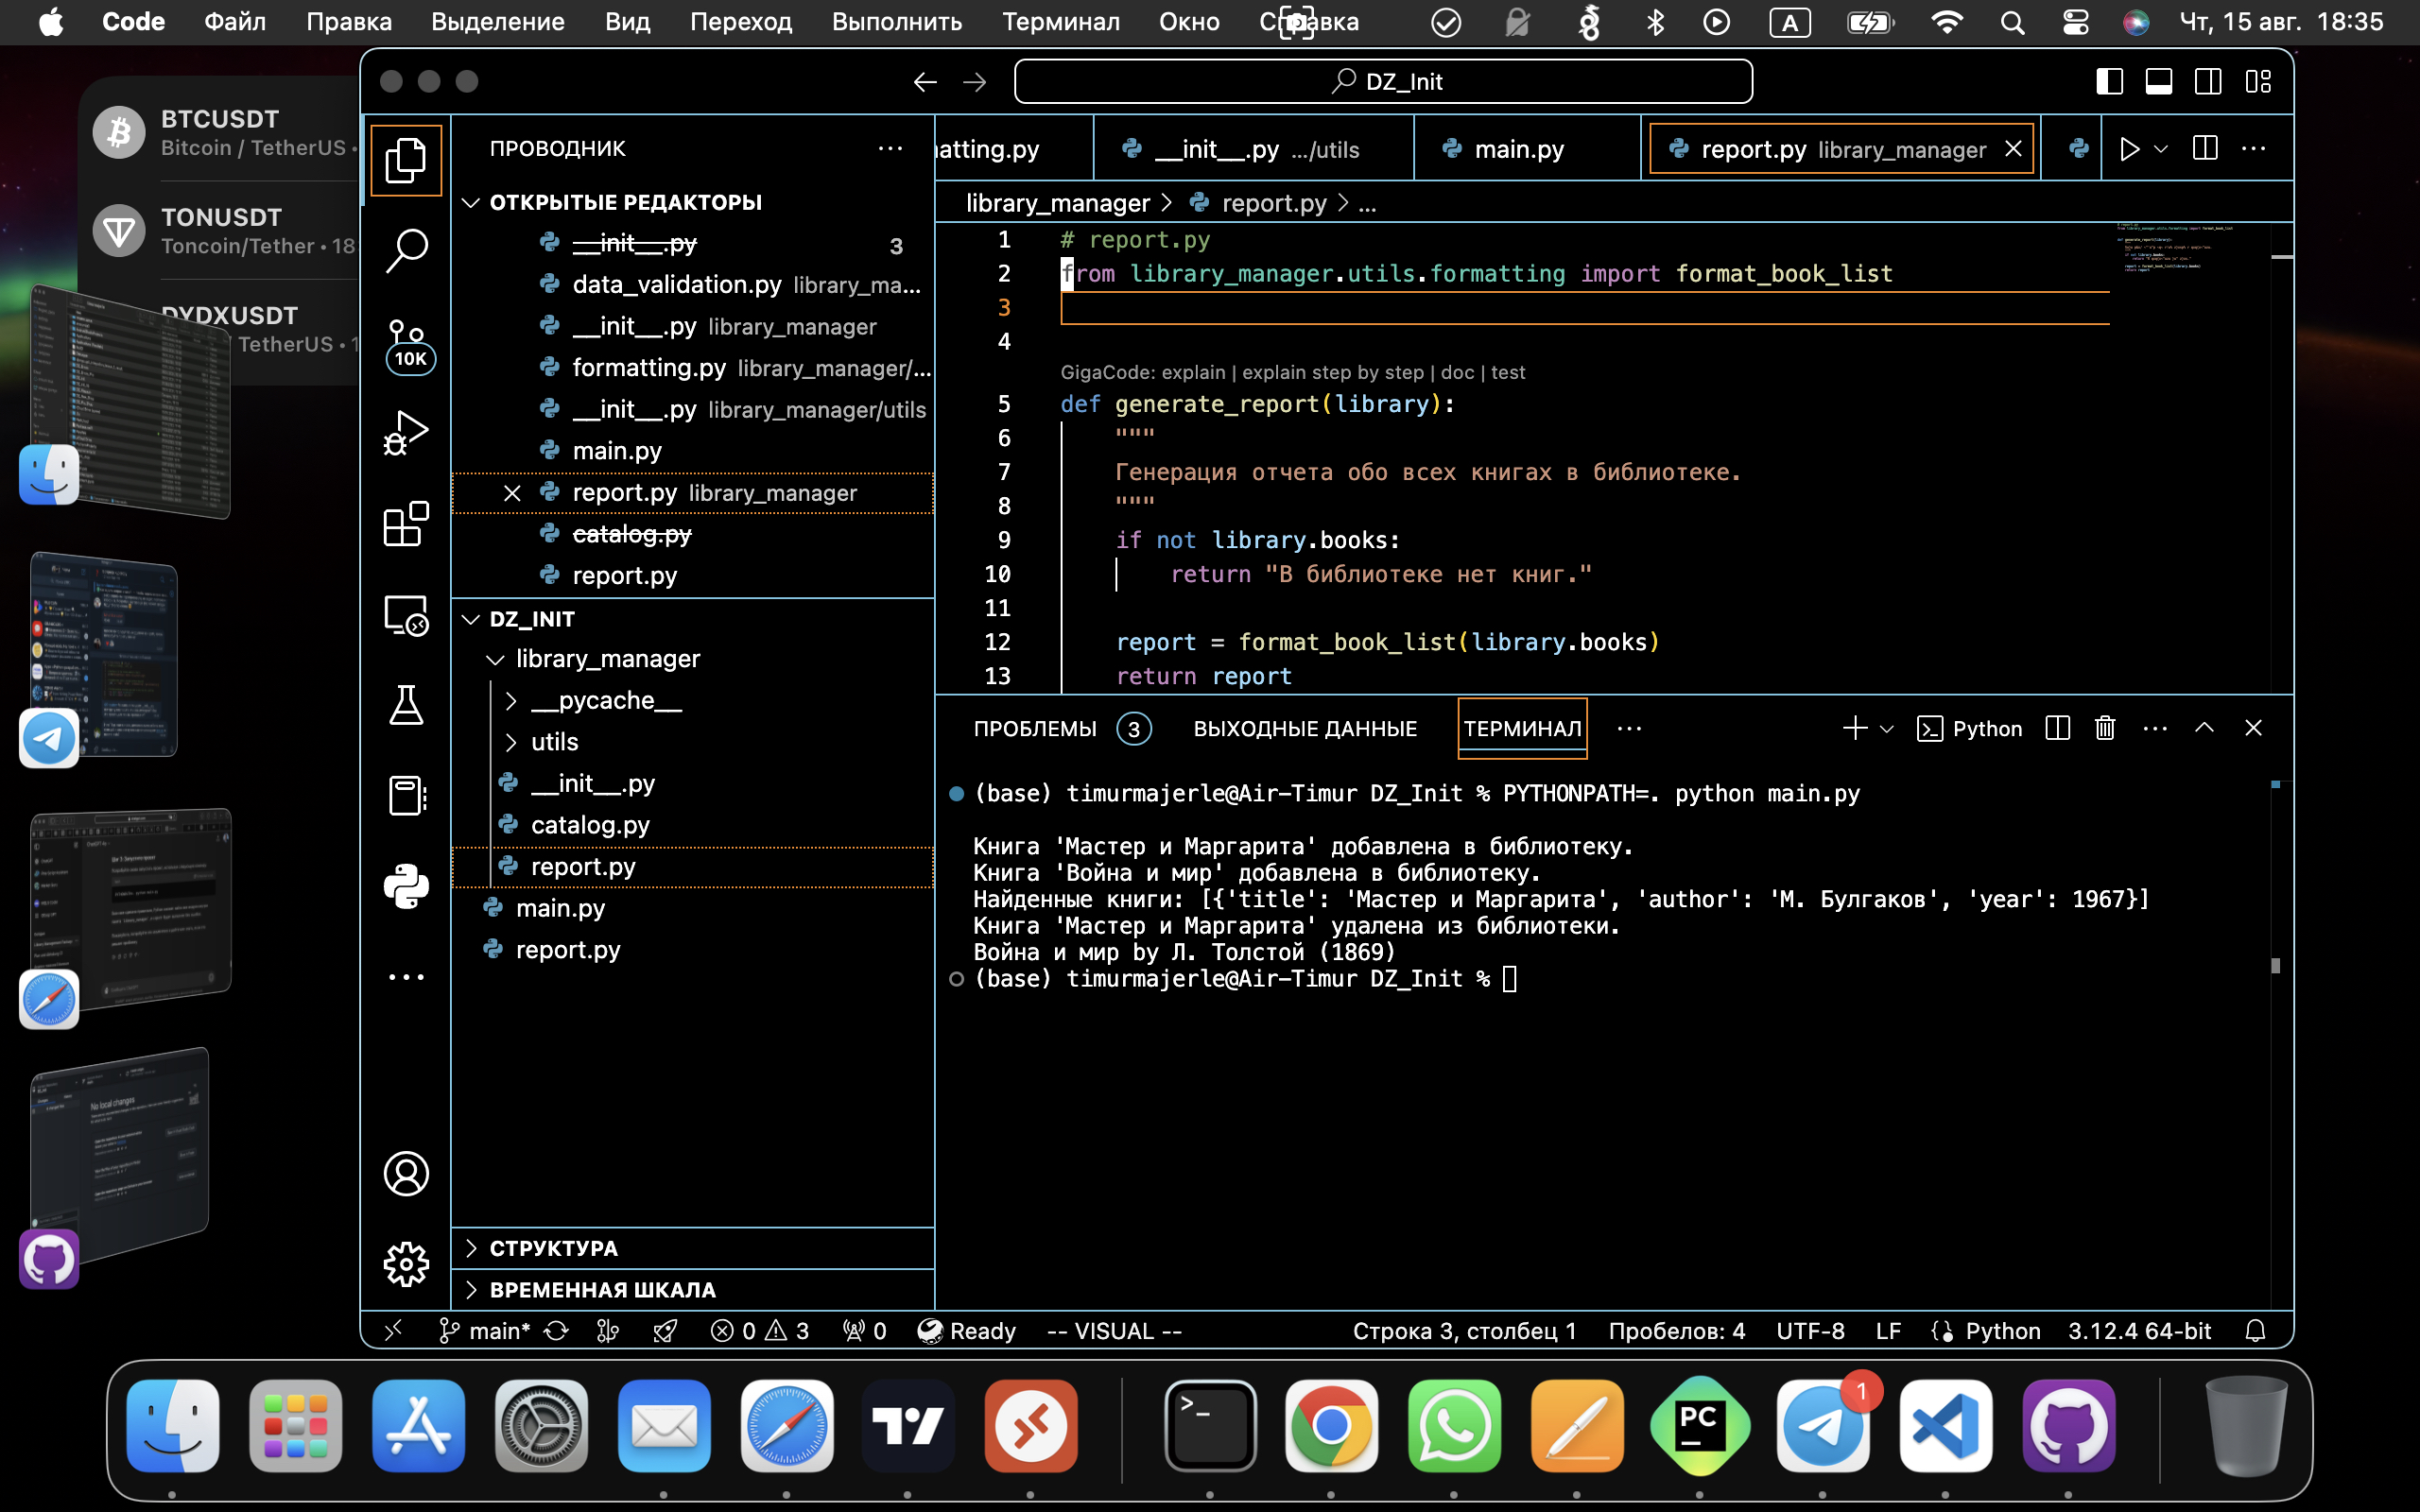 Code Файл Правка Выделение Вид Переход Выполнить Терминал Окно Справка A Чт, 15 авг. 18:35
BTCUSDT
Bitcoin / TetherUS •
TONUSDT
Toncoin/Tether • 18
DYDXUSDT
TetherUS • 1
No local changes
DZ_Init
ПРОВОДНИК
ОТКРЫТЫЕ РЕДАКТОРЫ
__init__.py 3
data_validation.py library_ma...
__init__.py library_manager
formatting.py library_manager/...
__init__.py library_manager/utils
main.py
report.py library_manager
catalog.py
report.py
DZ_INIT
library_manager
__pycache__
utils
__init__.py
catalog.py
report.py
main.py
report.py
СТРУКТУРА
ВРЕМЕННАЯ ШКАЛА
10K
atting.py __init__.py .../utils main.py report.py library_manager
library_manager > report.py > ...
1 # report.py
2 from library_manager.utils.formatting import format_book_list
3
4
GigaCode: explain | explain step by step | doc | test
5 def generate_report(library):
6 """
7 Генерация отчета обо всех книгах в библиотеке.
8 """
9 if not library.books:
10 return "В библиотеке нет книг."
11
12 report = format_book_list(library.books)
13 return report
ПРОБЛЕМЫ 3 ВЫХОДНЫЕ ДАННЫЕ ТЕРМИНАЛ ... Python
(base) timurmajerle@Air-Timur DZ_Init % PYTHONPATH=. python main.py
Книга 'Мастер и Маргарита' добавлена в библиотеку.
Книга 'Война и мир' добавлена в библиотеку.
Найденные книги: [{'title': 'Мастер и Маргарита', 'author': 'М. Булгаков', 'year': 1967}]
Книга 'Мастер и Маргарита' удалена из библиотеки.
Война и мир by Л. Толстой (1869)
(base) timurmajerle@Air-Timur DZ_Init %
main* 0 3 0 Ready -- VISUAL -- Строка 3, столбец 1 Пробелов: 4 UTF-8 LF Python 3.12.4 64-bit
>_ PC 1